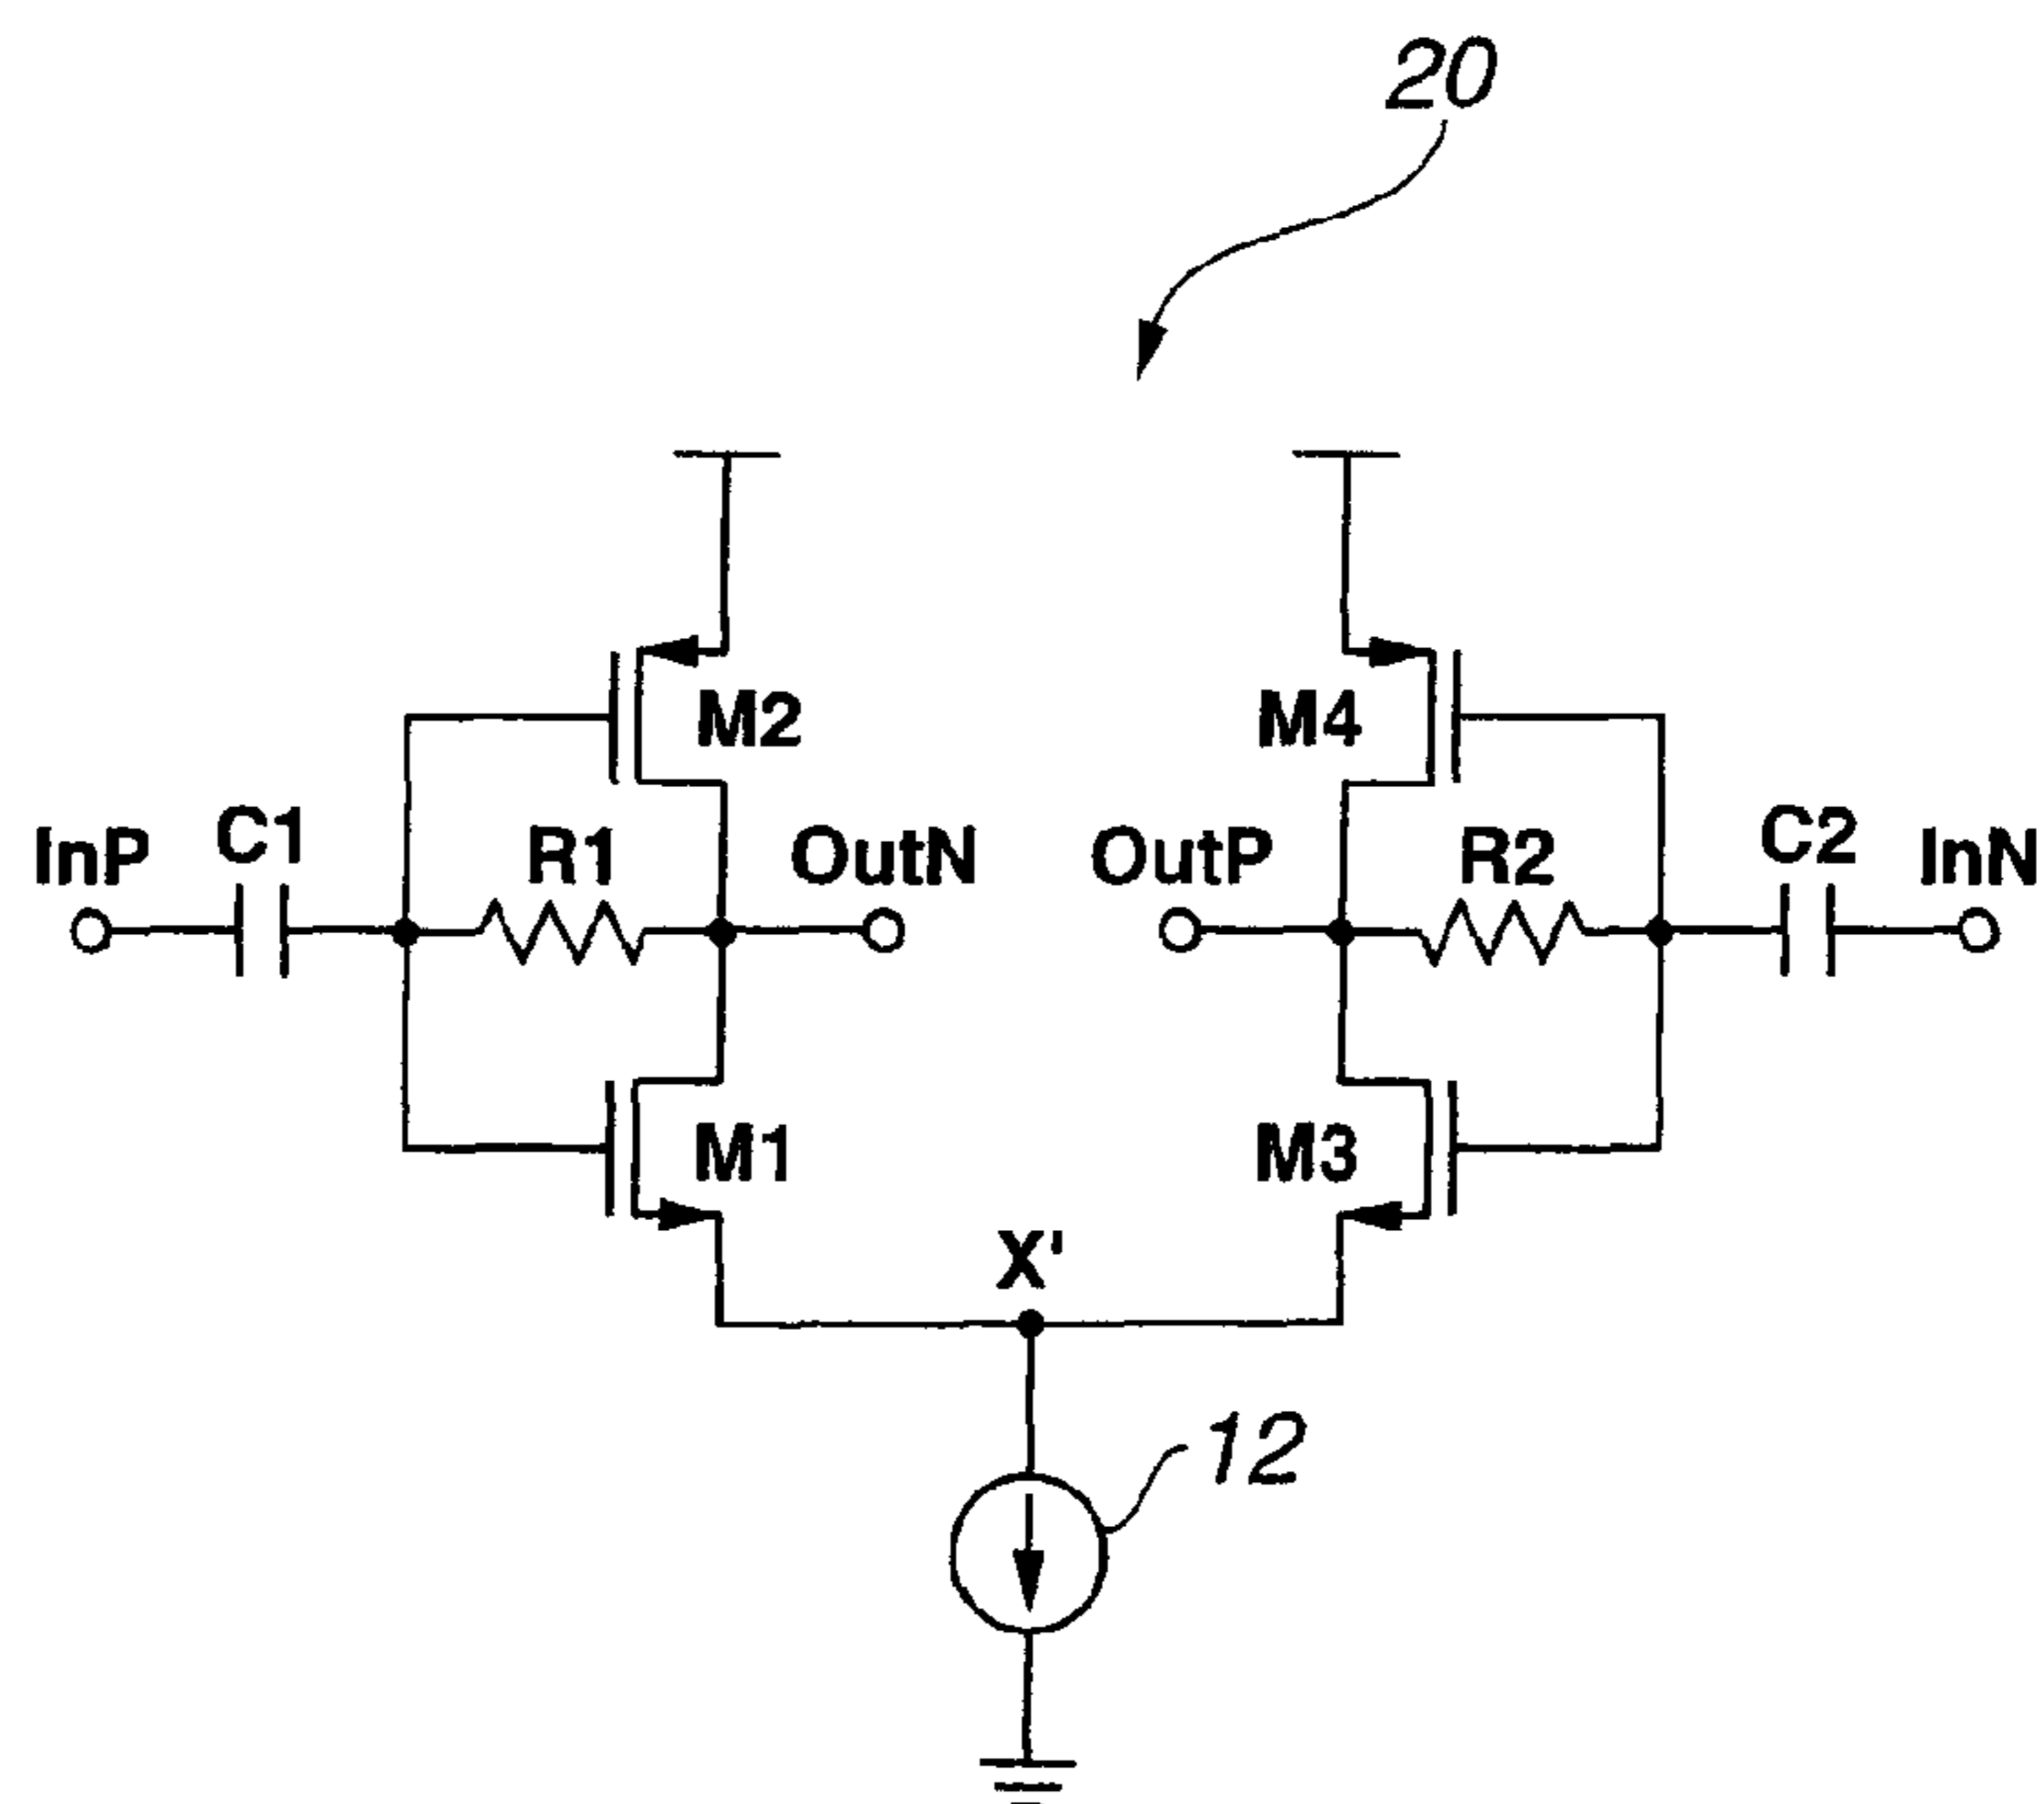 20
M2 M4
InP C1 R1 OutN OutP R2 C2 InN
M1 M3
X'
12